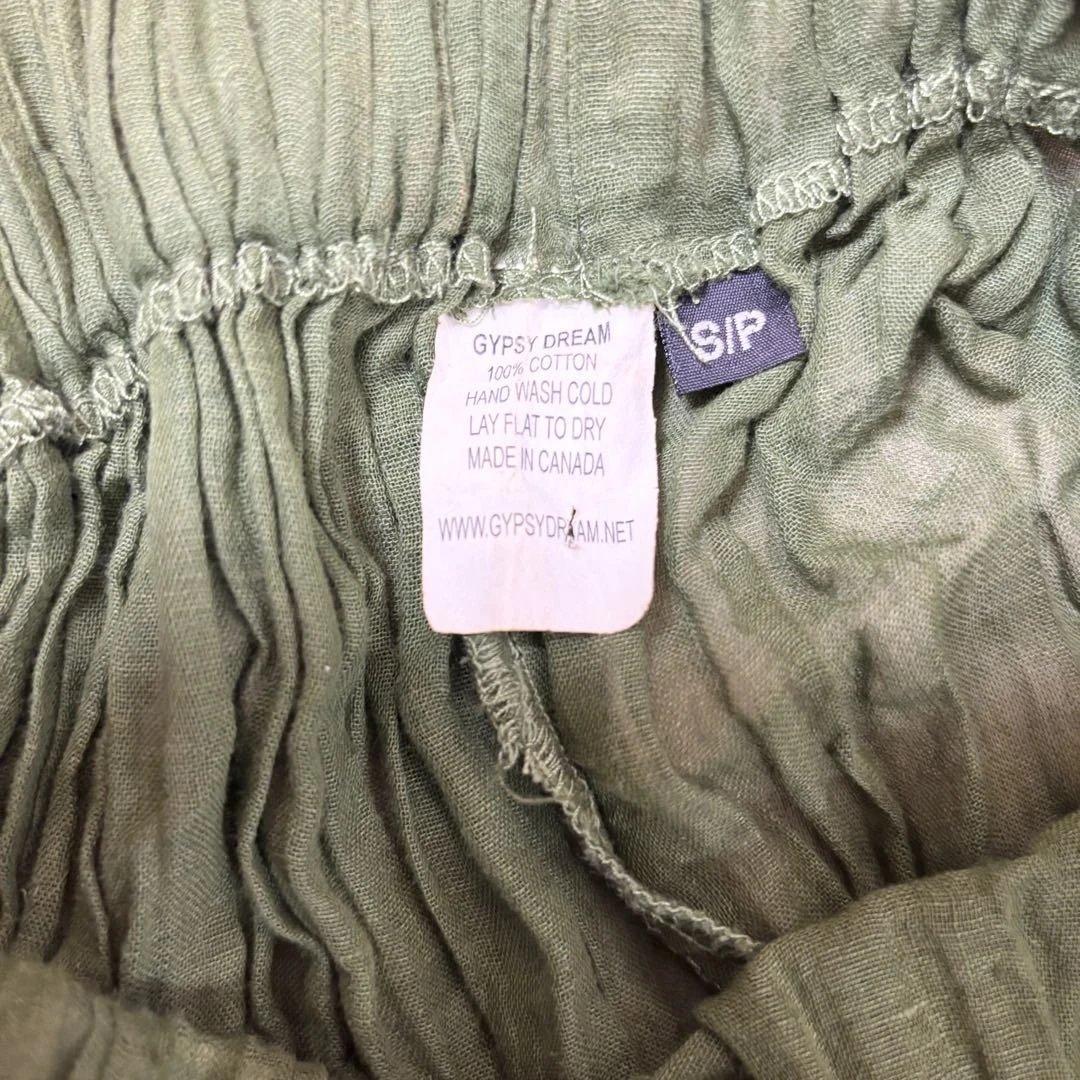 GYPSY DREAM
100% COTTON
HAND WASH COLD
LAY FLAT TO DRY
MADE IN CANADA
WWW.GYPSYDREAM.NET
S/P